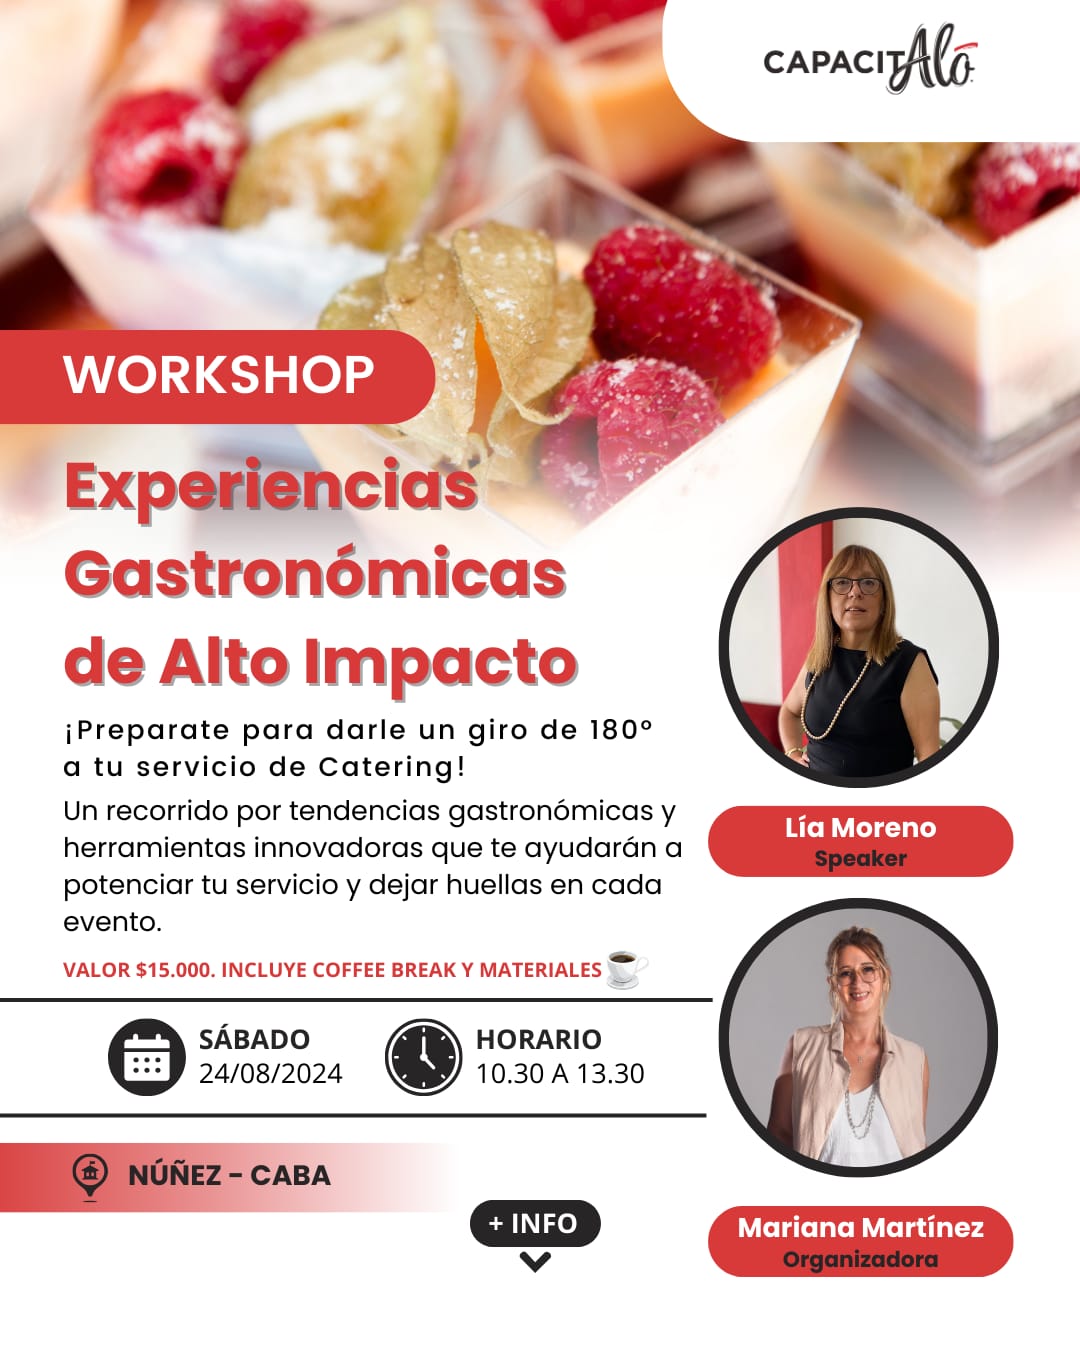 CAPACITAló
WORKSHOP
Experiencias
Gastronómicas
de Alto Impacto
¡Preparate para darle un giro de 180º
a tu servicio de Catering!
Un recorrido por tendencias gastronómicas y
herramientas innovadoras que te ayudarán a
potenciar tu servicio y dejar huellas en cada
evento.
VALOR $15.000. INCLUYE COFFEE BREAK Y MATERIALES
SÁBADO
24/08/2024
HORARIO
10.30 A 13.30
NÚÑEZ - CABA
+ INFO
Lía Moreno
Speaker
Mariana Martínez
Organizadora